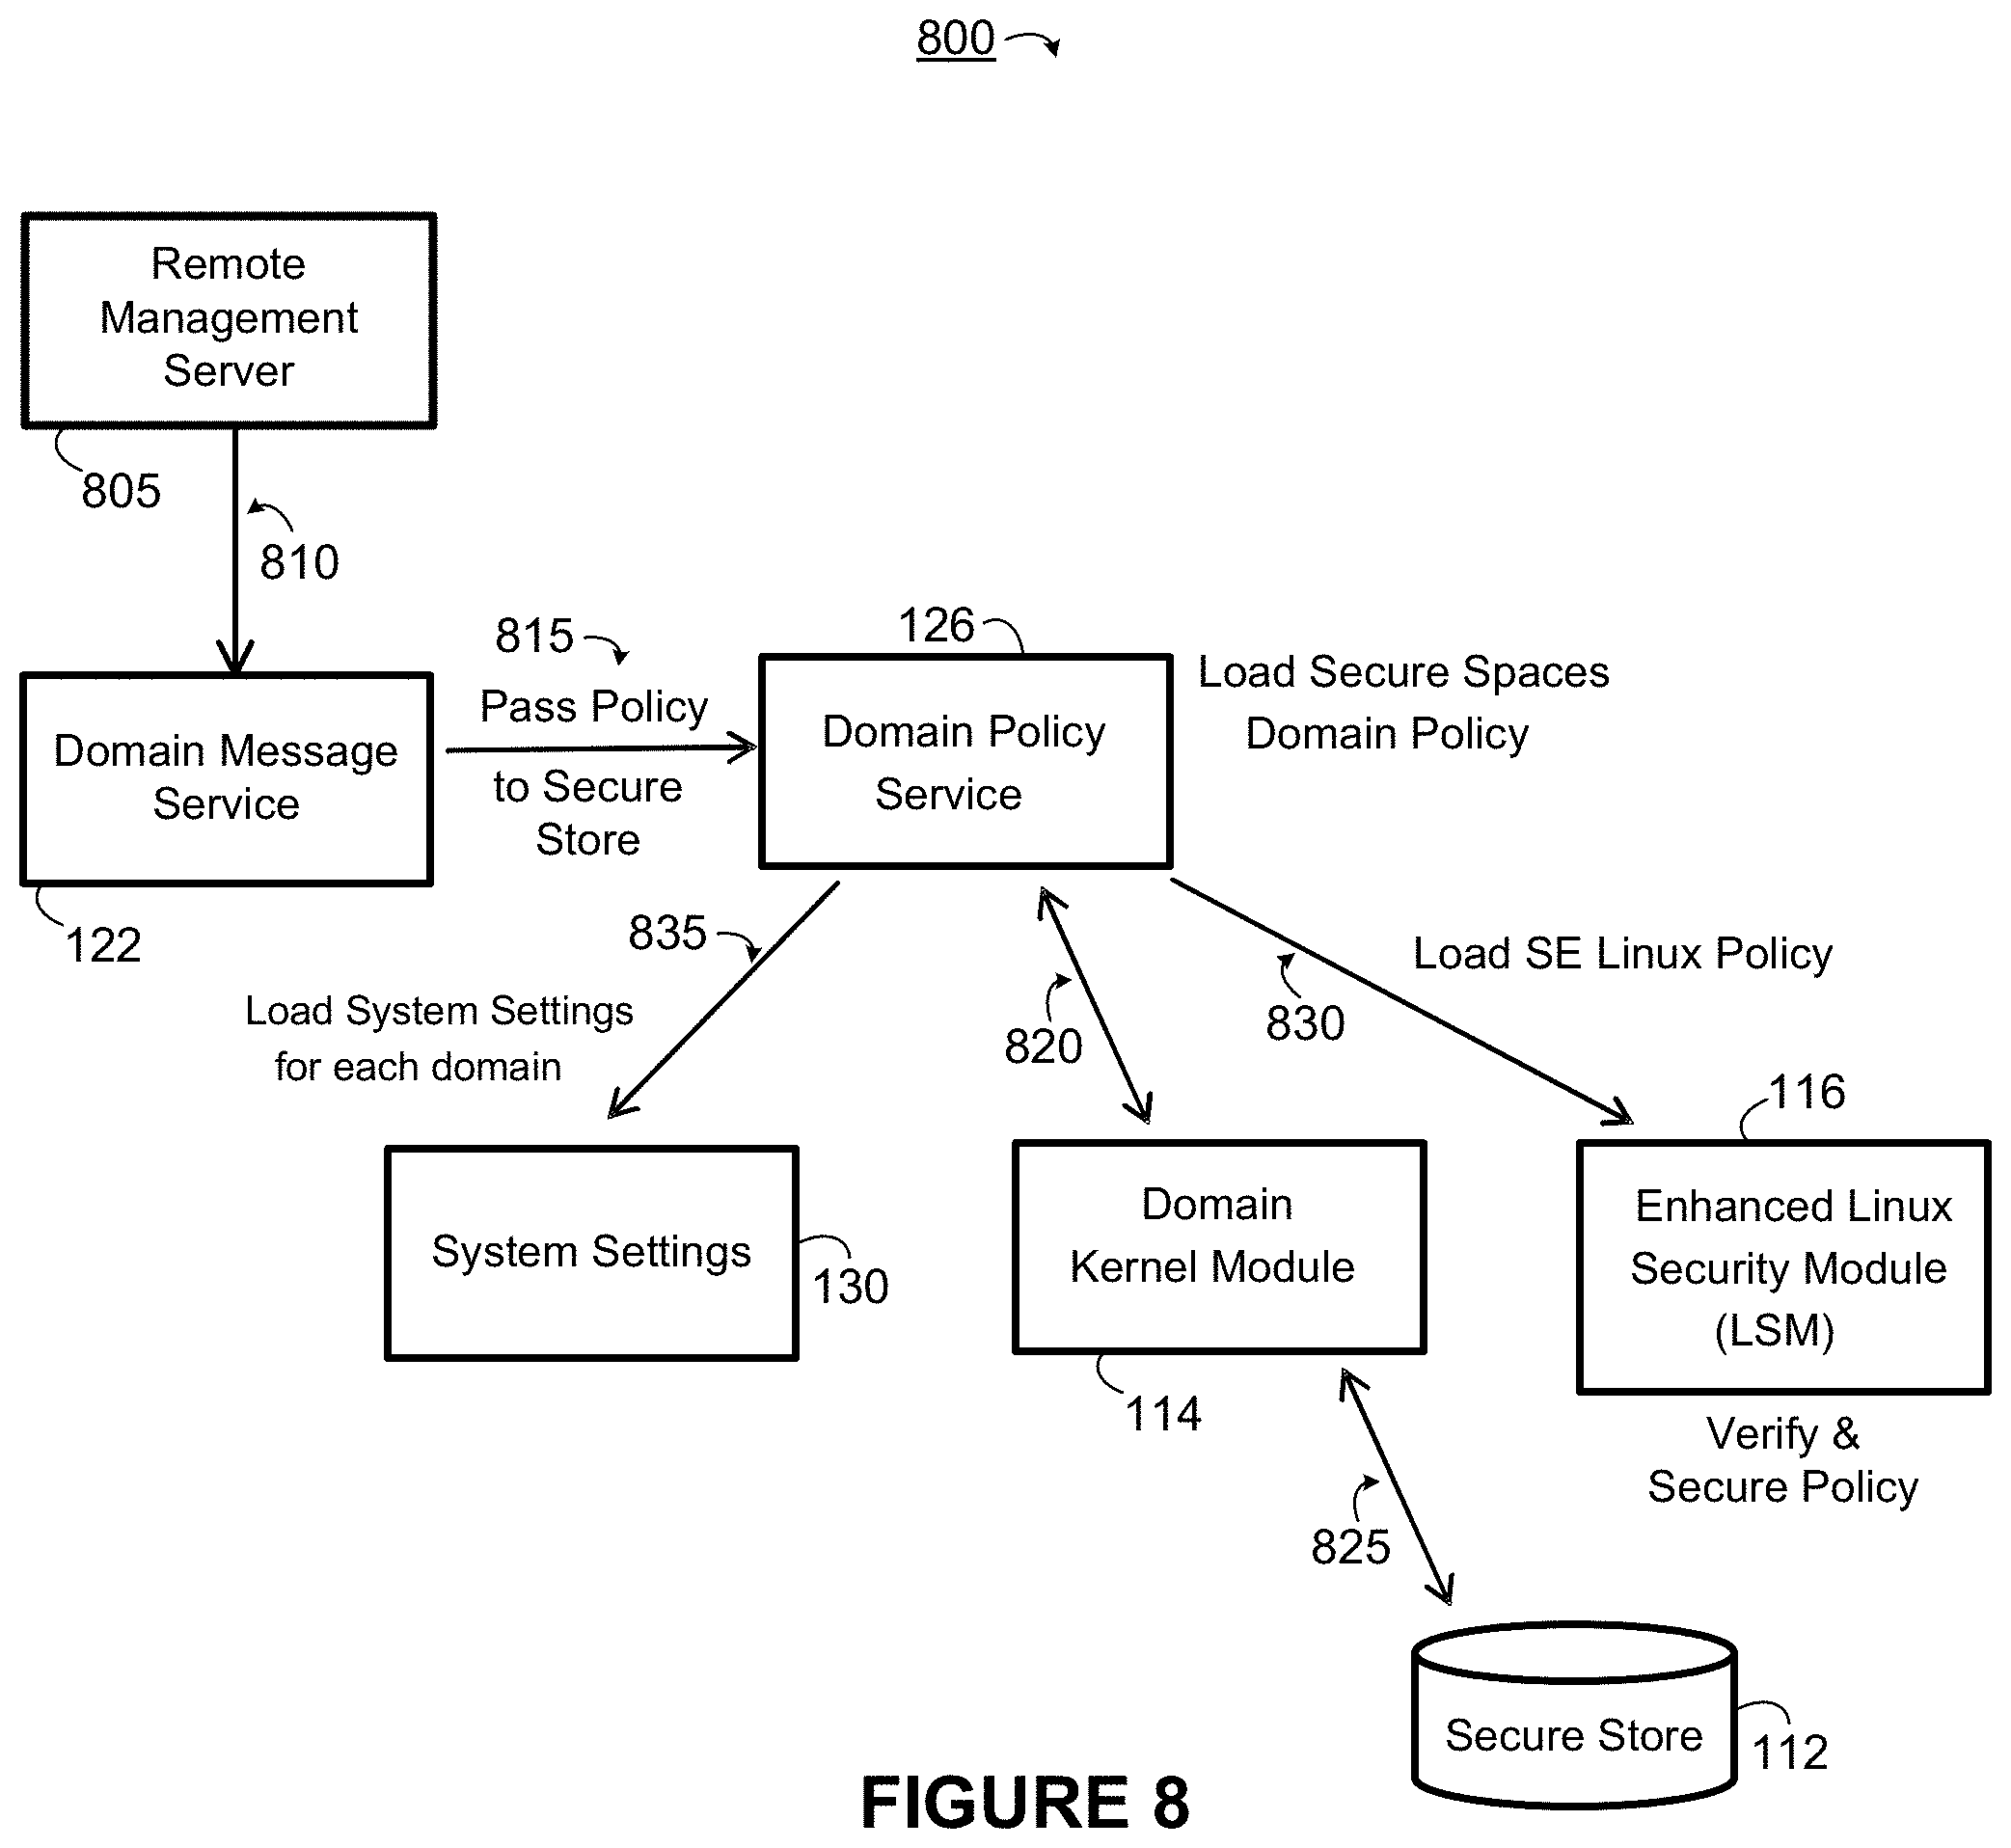 800
Remote
Management
Server
805
810
815
Pass Policy
to Secure
Store
126
Domain Message
Service
122
Domain Policy
Service
Load Secure Spaces
Domain Policy
835
Load System Settings
for each domain
820
830
Load SE Linux Policy
116
System Settings
130
Domain
Kernel Module
114
Enhanced Linux
Security Module
(LSM)
Verify &
Secure Policy
825
Secure Store
112
FIGURE 8